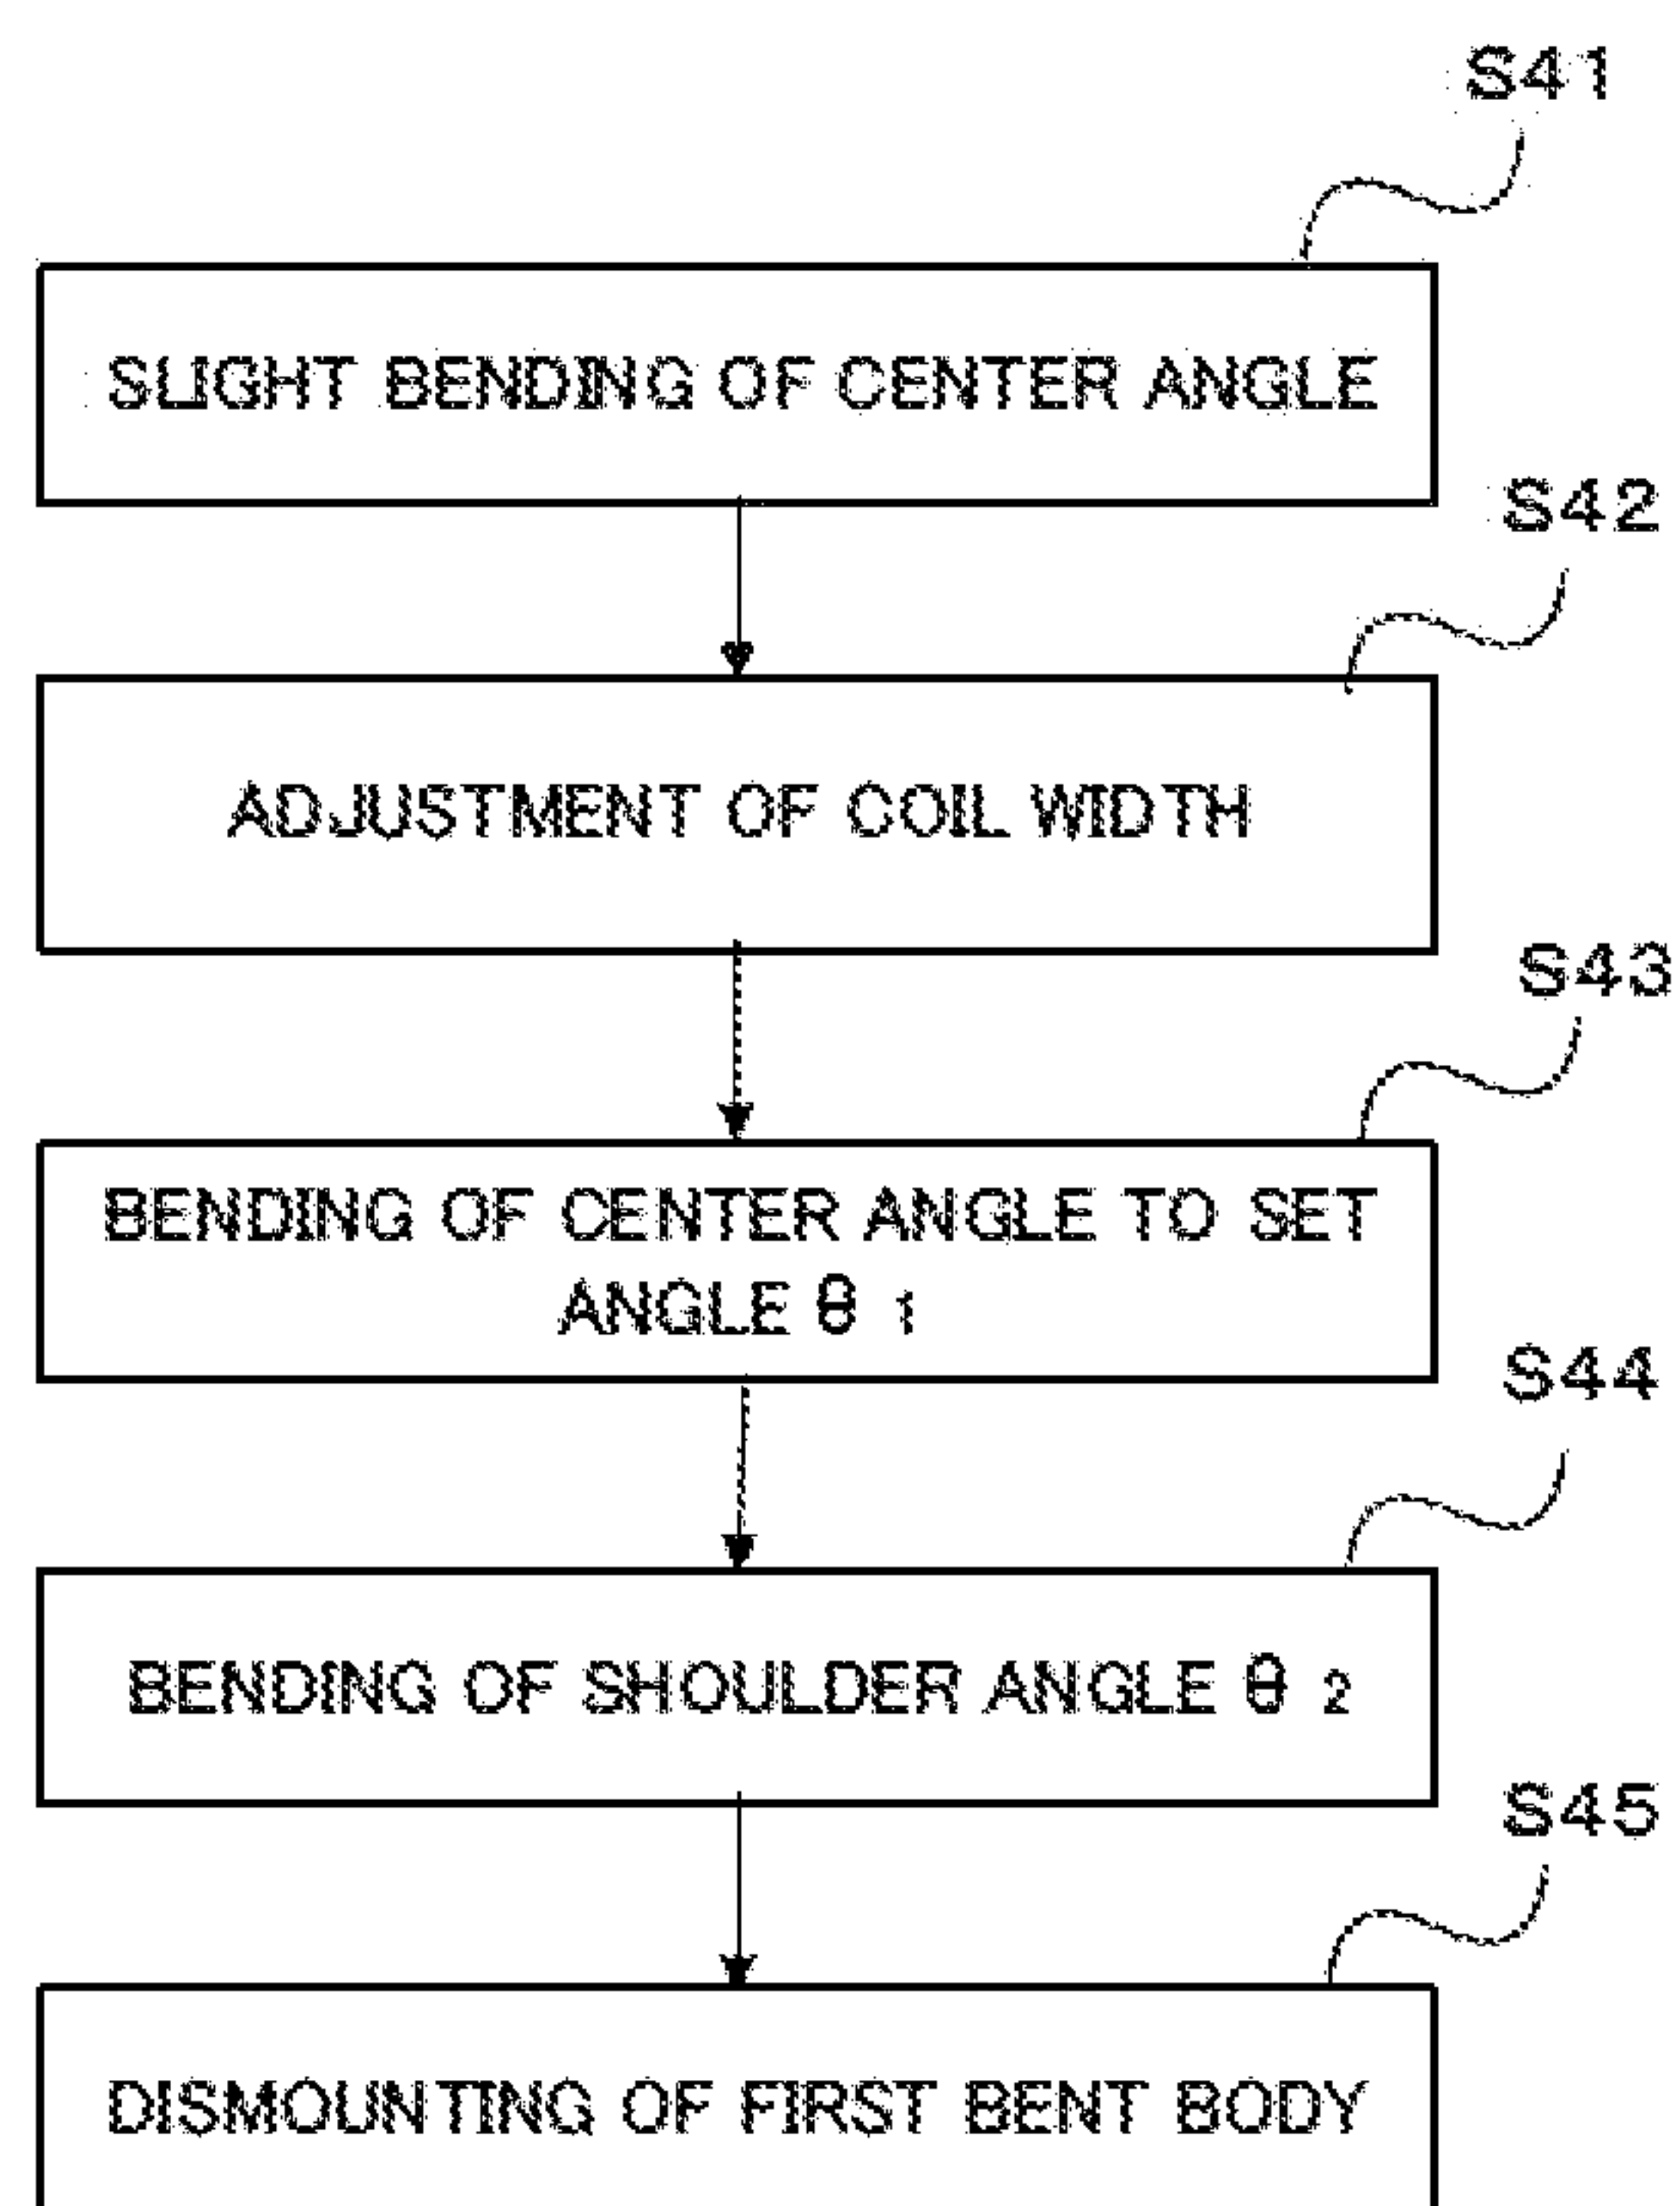 S41
SLIGHT BENDING OF CENTER ANGLE
S42
ADJUSTMENT OF COIL WIDTH
S43
BENDING OF CENTER ANGLE TO SET
ANGLE θ 1
S44
BENDING OF SHOULDER ANGLE θ 2
S45
DISMOUNTING OF FIRST BENT BODY